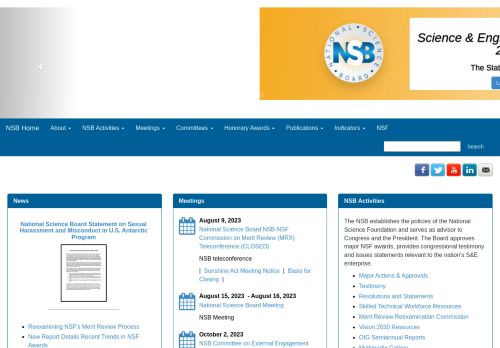 NATIONAL SCIENCE BOARD
NSB
Science & Eng
2
The Stat
NSB Home
About
NSB Activities
Meetings
Committees
Honorary Awards
Publications
Indicators
NSF
Search
News
National Science Board Statement on Sexual
Harassment and Misconduct in U.S. Antarctic
Program
Reexamining NSF's Merit Review Process
New Report Details Recent Trends in NSF
Awards
Meetings
August 9, 2023
National Science Board NSB-NSF
Commission on Merit Review (MRX)
Teleconference (CLOSED)
NSB teleconference
| Sunshine Act Meeting Notice | Basis for
Closing |
August 15, 2023 - August 16, 2023
National Science Board Meeting
NSB Meeting
October 2, 2023
NSB Committee on External Engagement
NSB Activities
The NSB establishes the policies of the National
Science Foundation and serves as advisor to
Congress and the President. The Board approves
major NSF awards, provides congressional testimony
and issues statements relevant to the nation's S&E
enterprise.
Major Actions & Approvals
Testimony
Resolutions and Statements
Skilled Technical Workforce Resources
Merit Review Reexamination Commission
Vision 2030 Resources
OIG Semiannual Reports
Multimedia Gallery